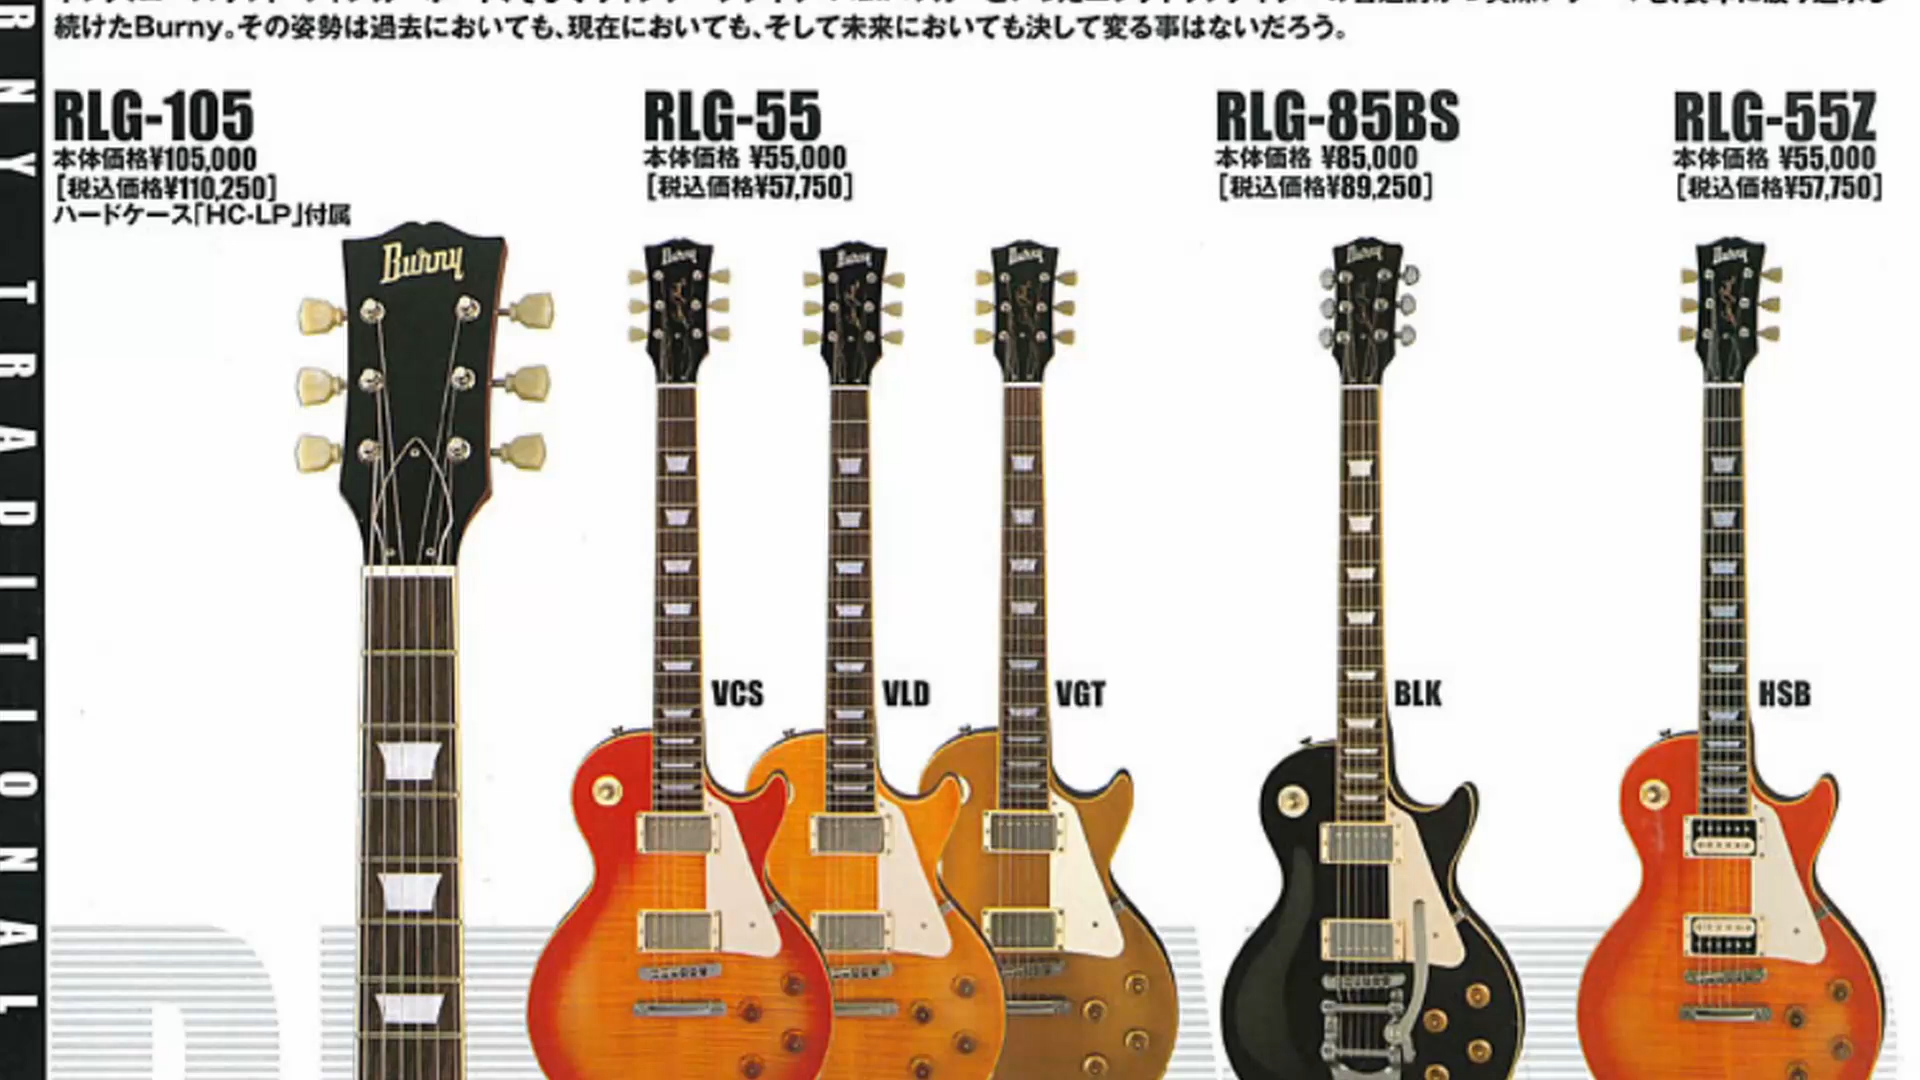 続けたBurny。その姿勢は過去においても、現在においても、そして未来においても決して変る事はないだろう。
RLG-105
本体価格¥105,000
[税込価格¥110,250]
ハードケース「HC-LP」付属
RLG-55
本体価格 ¥55,000
[税込価格¥57,750]
RLG-85BS
本体価格 ¥85,000
[税込価格¥89,250]
RLG-55Z
本体価格 ¥55,000
[税込価格¥57,750]
Burny
Burny
Burny
Burny
Burny
Burny
VCS
VLD
VGT
BLK
HSB
RNY TRADITIONAL